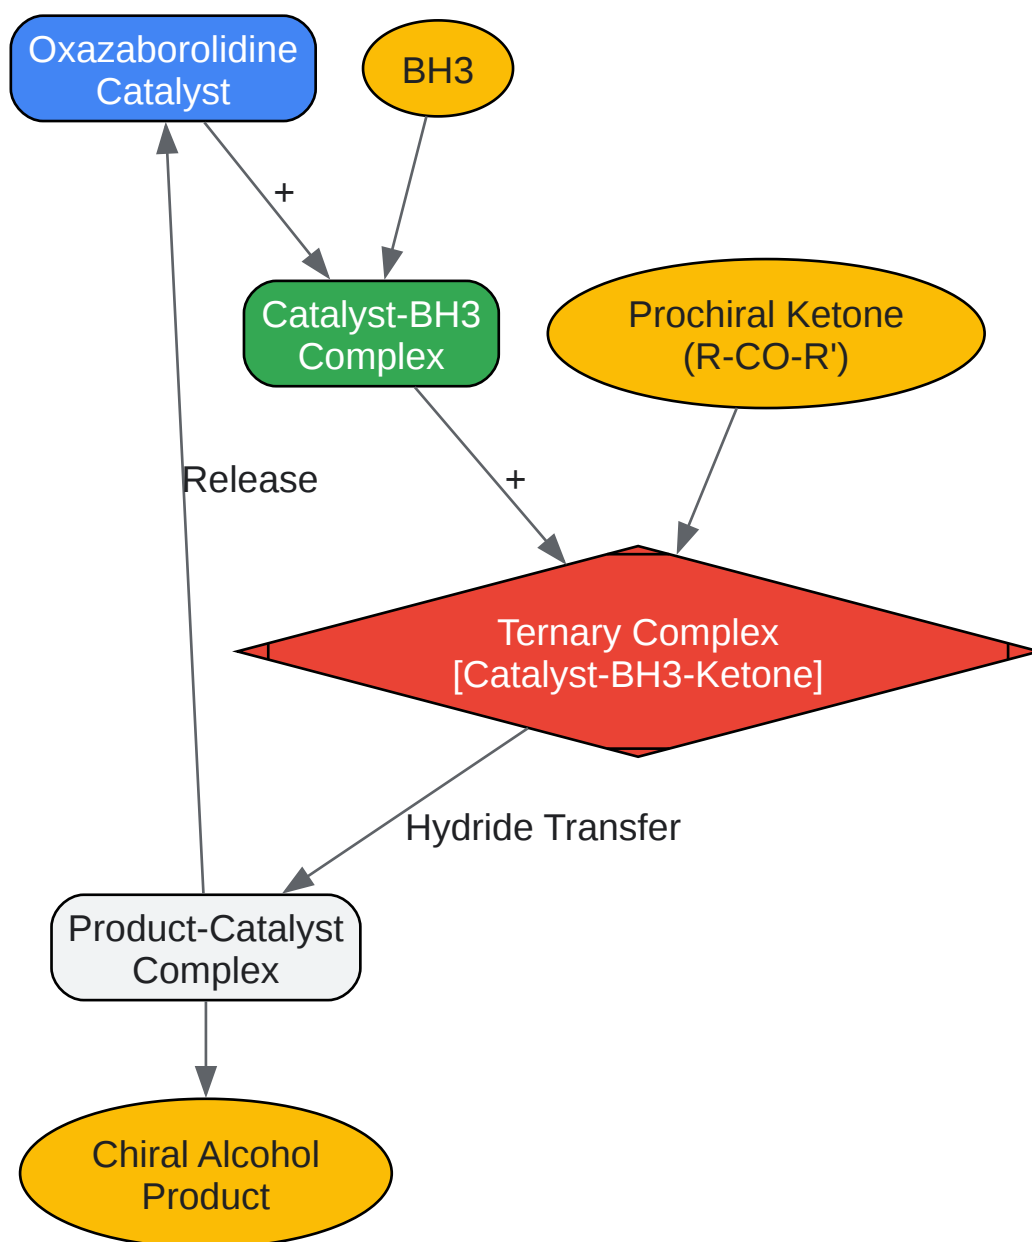 Oxazaborolidine
Catalyst
BH3
+
Catalyst-BH3
Complex
Prochiral Ketone
(R-CO-R')
Release
+
Ternary Complex
[Catalyst-BH3-Ketone]
Hydride Transfer
Product-Catalyst
Complex
Chiral Alcohol
Product